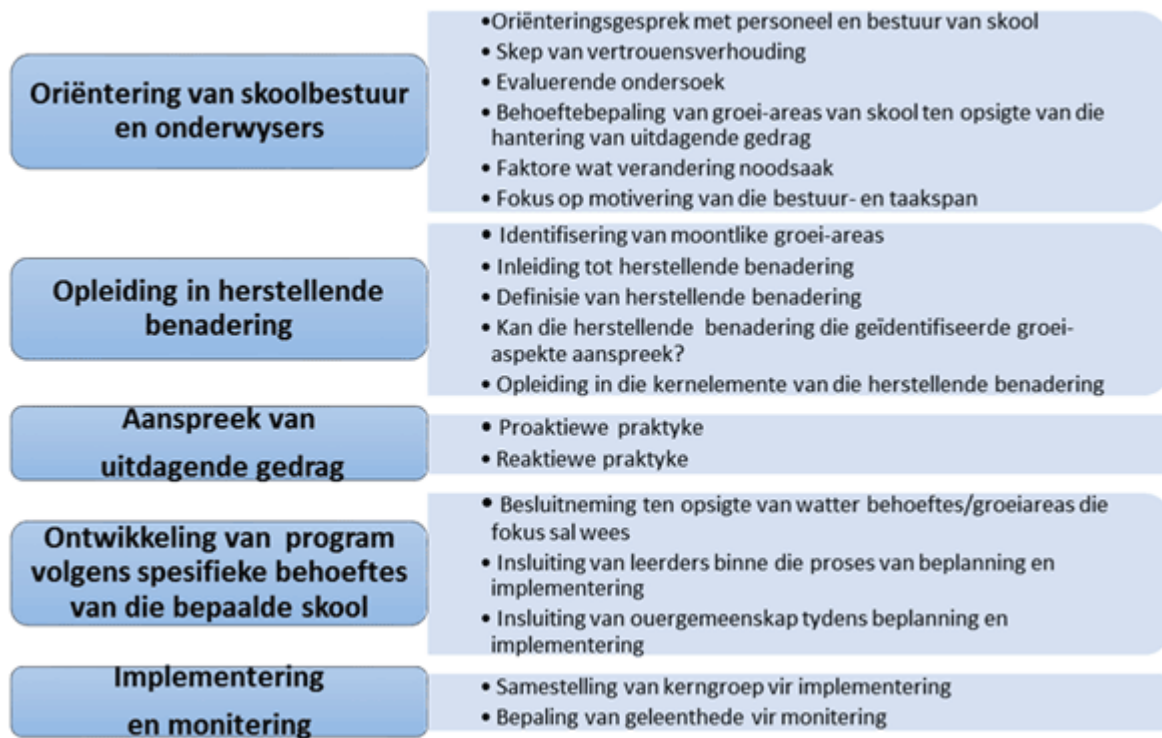 Oriëntering van skoolbestuur
en onderwysers
•Oriënteringsgesprek met personeel en bestuur van skool
• Skep van vertrouensverhouding
• Evaluerende ondersoek
• Behoeftebepaling van groei-areas van skool ten opsigte van die
hantering van uitdagende gedrag
• Faktore wat verandering noodsaak
• Fokus op motivering van die bestuur- en taakspan
Opleiding in herstellende
benadering
• Identifisering van moontlike groei-areas
• Inleiding tot herstellende benadering
• Definisie van herstellende benadering
• Kan die herstellende benadering die geïdentifiseerde groei-
aspekte aanspreek?
• Opleiding in die kernelemente van die herstellende benadering
Aanspreek van
uitdagende gedrag
• Proaktiewe praktyke
• Reaktiewe praktyke
Ontwikkeling van program
volgens spesifieke behoeftes
van die bepaalde skool
• Besluitneming ten opsigte van watter behoeftes/groeiareas die
fokus sal wees
• Insluiting van leerders binne die proses van beplanning en
implementering
• Insluiting van ouergemeenskap tydens beplanning en
implementering
Implementering
en monitering
• Samestelling van kerngroep vir implementering
• Bepaling van geleenthede vir monitering